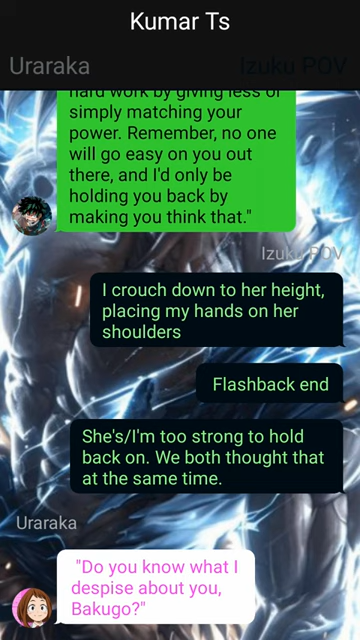 Kumar Ts
Uraraka
Izuku POV
hard work by giving less or
simply matching your
power. Remember, no one
will go easy on you out
there, and I'd only be
holding you back by
making you think that."
Izuku POV
I crouch down to her height,
placing my hands on her
shoulders
Flashback end
She's/I'm too strong to hold
back on. We both thought that
at the same time.
Uraraka
"Do you know what I
despise about you,
Bakugo?"